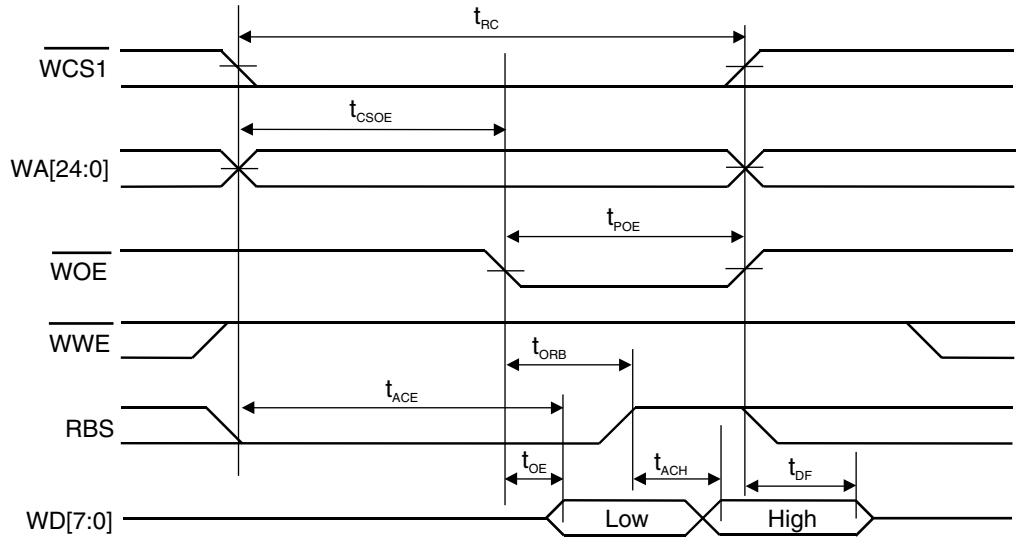 tRC
WCS1
tCSOE
WA[24:0]
tPOE
WOE
WWE
tORB
tACE
RBS
tOE
tACH
tDF
WD[7:0]
Low
High